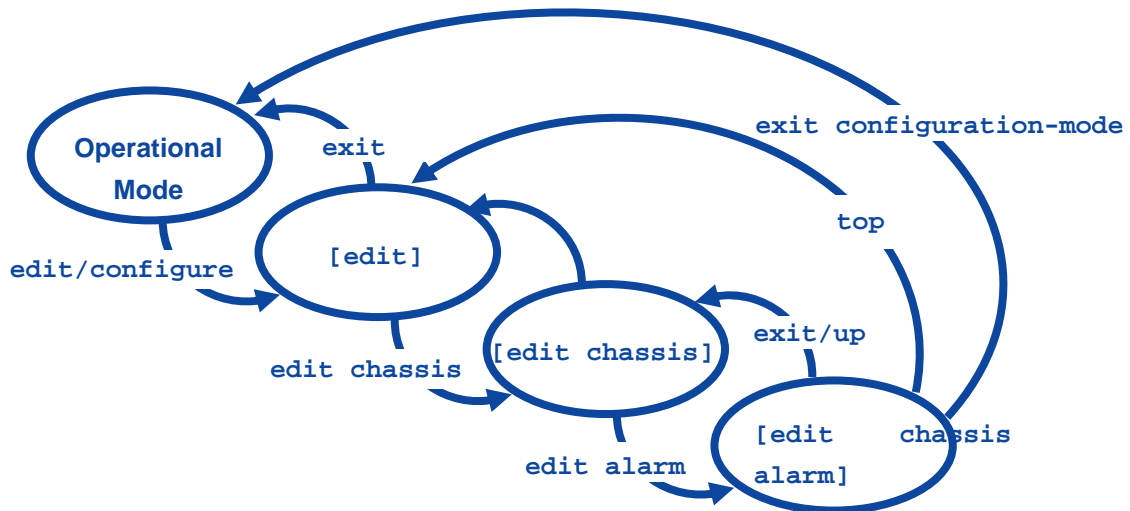 Operational
Mode
exit
exit configuration-mode
top
edit/configure
[edit]
edit chassis
[edit chassis]
exit/up
edit alarm
[edit chassis
alarm]